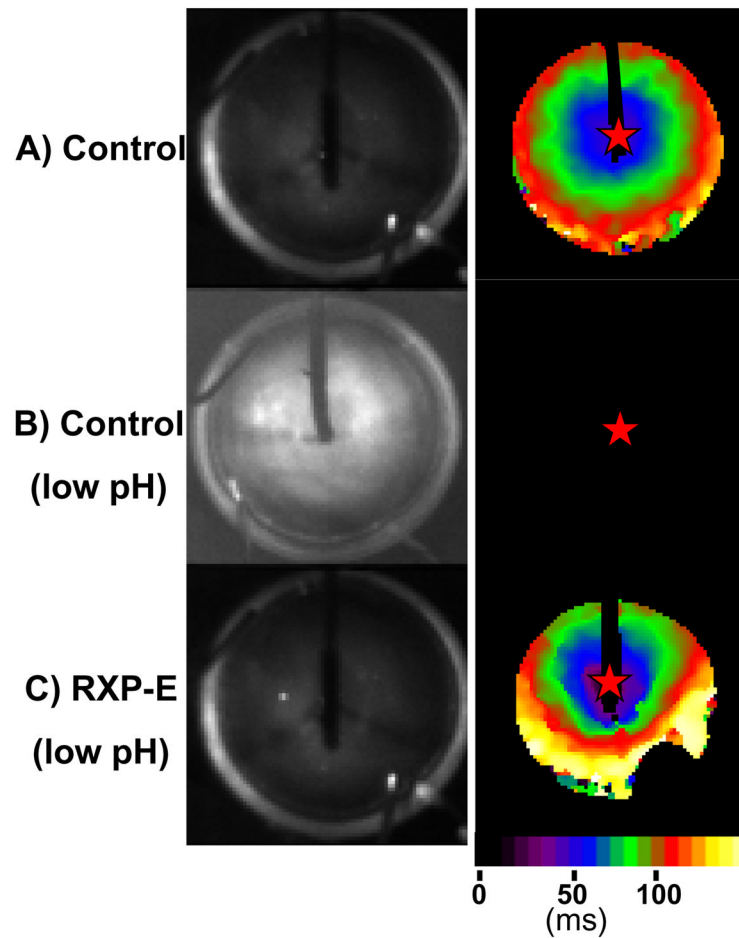 A) Control
B) Control
(low pH)
C) RXP-E
(low pH)
0 50 100
(ms)